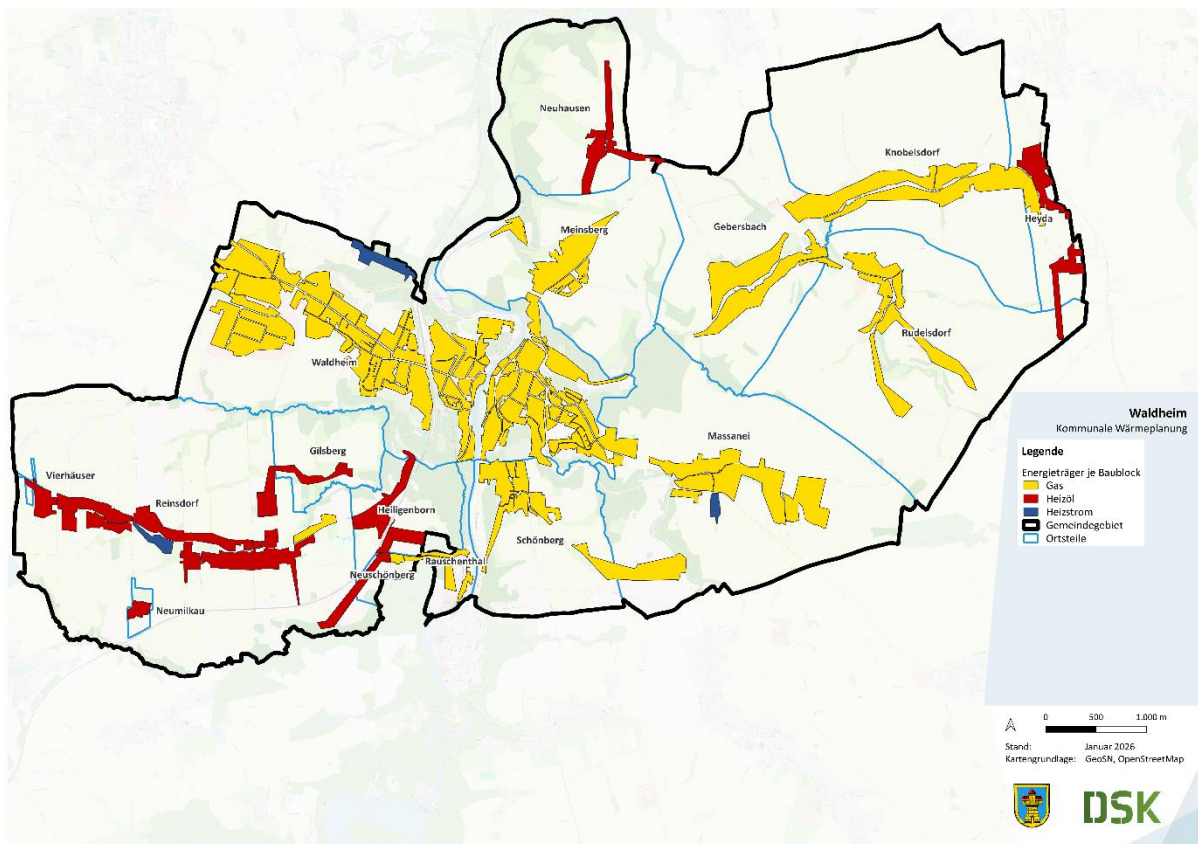 Neuhausen
Knobelsdorf
Heyda
Meinsberg
Gebersbach
Rudelsdorf
Waldheim
Massanei
Gilsberg
Vierhäuser
Reinsdorf
Heiligenborn
Schönberg
Rauschenthal
Neuschönberg
Neumilkau
Waldheim
Kommunale Wärmeplanung
Legende
Energieträger je Baublock
Gas
Heizöl
Heizstrom
Gemeindegebiet
Ortsteile
0 500 1.000 m
Stand: Januar 2026
Kartengrundlage: GeoSN, OpenStreetMap
DSK